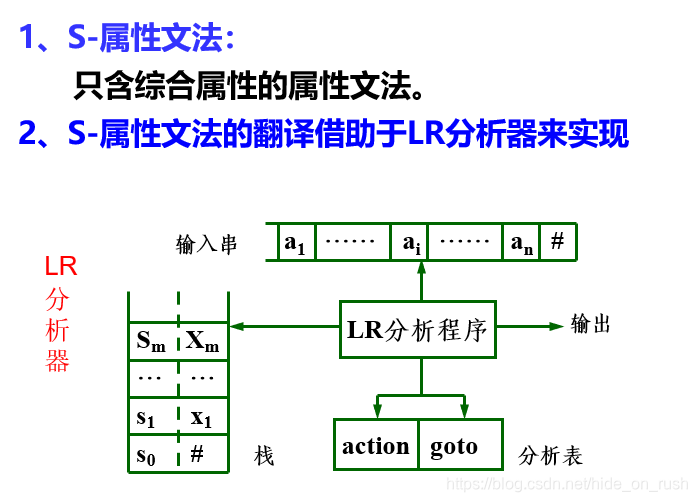 1、S-属性文法：
只含综合属性的属性文法。
2、S-属性文法的翻译借助于LR分析器来实现
输入串 a1 …… ai …… an #
LR
分
析
器
LR分析程序
输出
Sm Xm
… …
s1 x1
s0 #
栈
action goto
分析表
https://blog.csdn.net/hide_on_rush